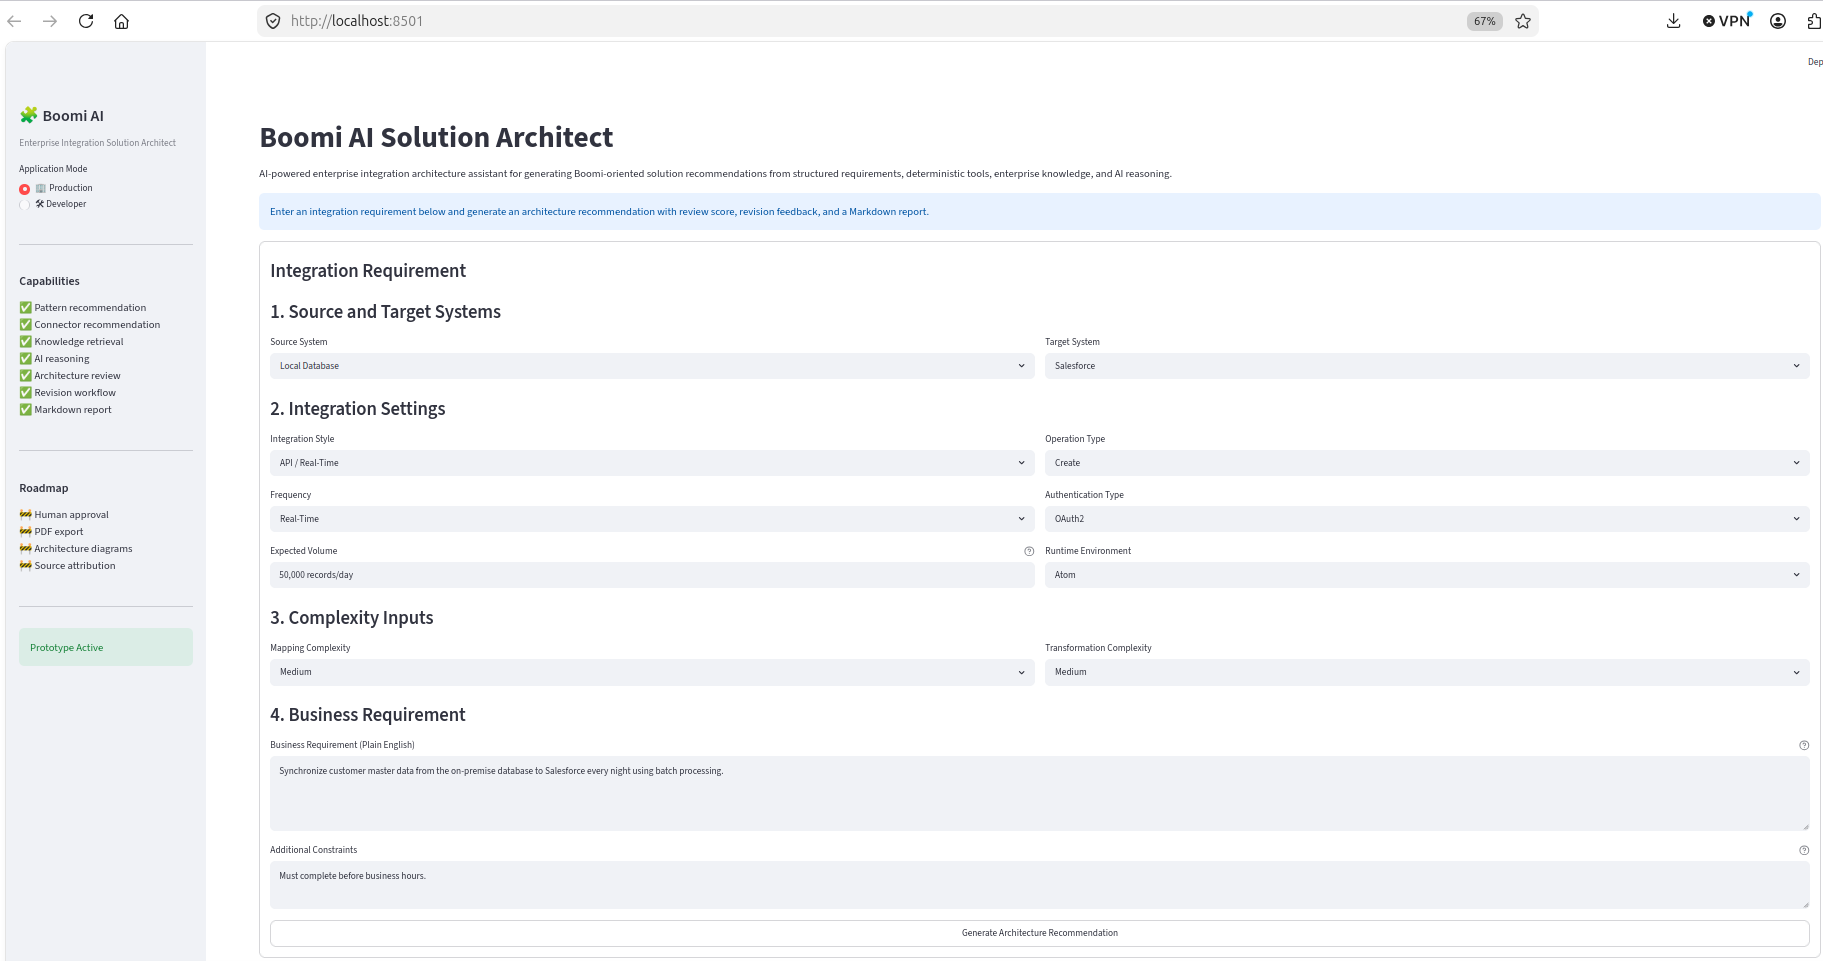 http://localhost:8501
67%
VPN
Dep
Boomi AI
Enterprise Integration Solution Architect
Application Mode
Production
Developer
Capabilities
Pattern recommendation
Connector recommendation
Knowledge retrieval
AI reasoning
Architecture review
Revision workflow
Markdown report
Roadmap
Human approval
PDF export
Architecture diagrams
Source attribution
Prototype Active
Boomi AI Solution Architect
AI-powered enterprise integration architecture assistant for generating Boomi-oriented solution recommendations from structured requirements, deterministic tools, enterprise knowledge, and AI reasoning.
Enter an integration requirement below and generate an architecture recommendation with review score, revision feedback, and a Markdown report.
Integration Requirement
1. Source and Target Systems
Source System
Target System
Local Database
Salesforce
2. Integration Settings
Integration Style
Operation Type
API / Real-Time
Create
Frequency
Authentication Type
Real-Time
OAuth2
Expected Volume
Runtime Environment
50,000 records/day
Atom
3. Complexity Inputs
Mapping Complexity
Transformation Complexity
Medium
Medium
4. Business Requirement
Business Requirement (Plain English)
Synchronize customer master data from the on-premise database to Salesforce every night using batch processing.
Additional Constraints
Must complete before business hours.
Generate Architecture Recommendation